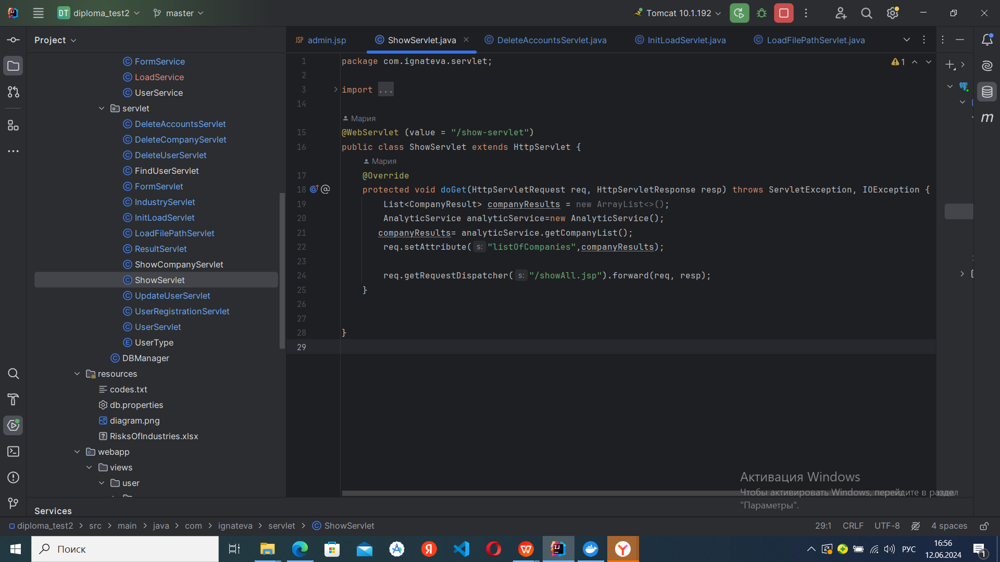 DT diploma_test2
master
Tomcat 10.1.192
Project
FormService
LoadService
UserService
servlet
DeleteAccountsServlet
DeleteCompanyServlet
DeleteUserServlet
FindUserServlet
FormServlet
IndustryServlet
InitLoadServlet
LoadFilePathServlet
ResultServlet
ShowCompanyServlet
ShowServlet
UpdateUserServlet
UserRegistrationServlet
UserServlet
UserType
DBManager
resources
codes.txt
db.properties
diagram.png
RisksOfIndustries.xlsx
webapp
views
user
JSP admin.jsp
ShowServlet.java
DeleteAccountsServlet.java
InitLoadServlet.java
LoadFilePathServlet.java
1 package com.ignateva.servlet;
1
2
3 import ...
14
Мария
15 @WebServlet (value = "/show-servlet")
16 public class ShowServlet extends HttpServlet {
Мария
17 @Override
18 protected void doGet(HttpServletRequest req, HttpServletResponse resp) throws ServletException, IOException {
19 List<CompanyResult> companyResults = new ArrayList<>();
20 AnalyticService analyticService=new AnalyticService();
21 companyResults= analyticService.getCompanyList();
22 req.setAttribute( s: "listOfCompanies",companyResults);
23
24 req.getRequestDispatcher( s: "/showAll.jsp").forward(req, resp);
25 }
26
27
28 }
29
Активация Windows
Чтобы активировать Windows, перейдите в раздел
"Параметры".
Services
diploma_test2 > src > main > java > com > ignateva > servlet > ShowServlet
29:1 CRLF UTF-8 4 spaces
Поиск
РУС
16:56
12.06.2024
1